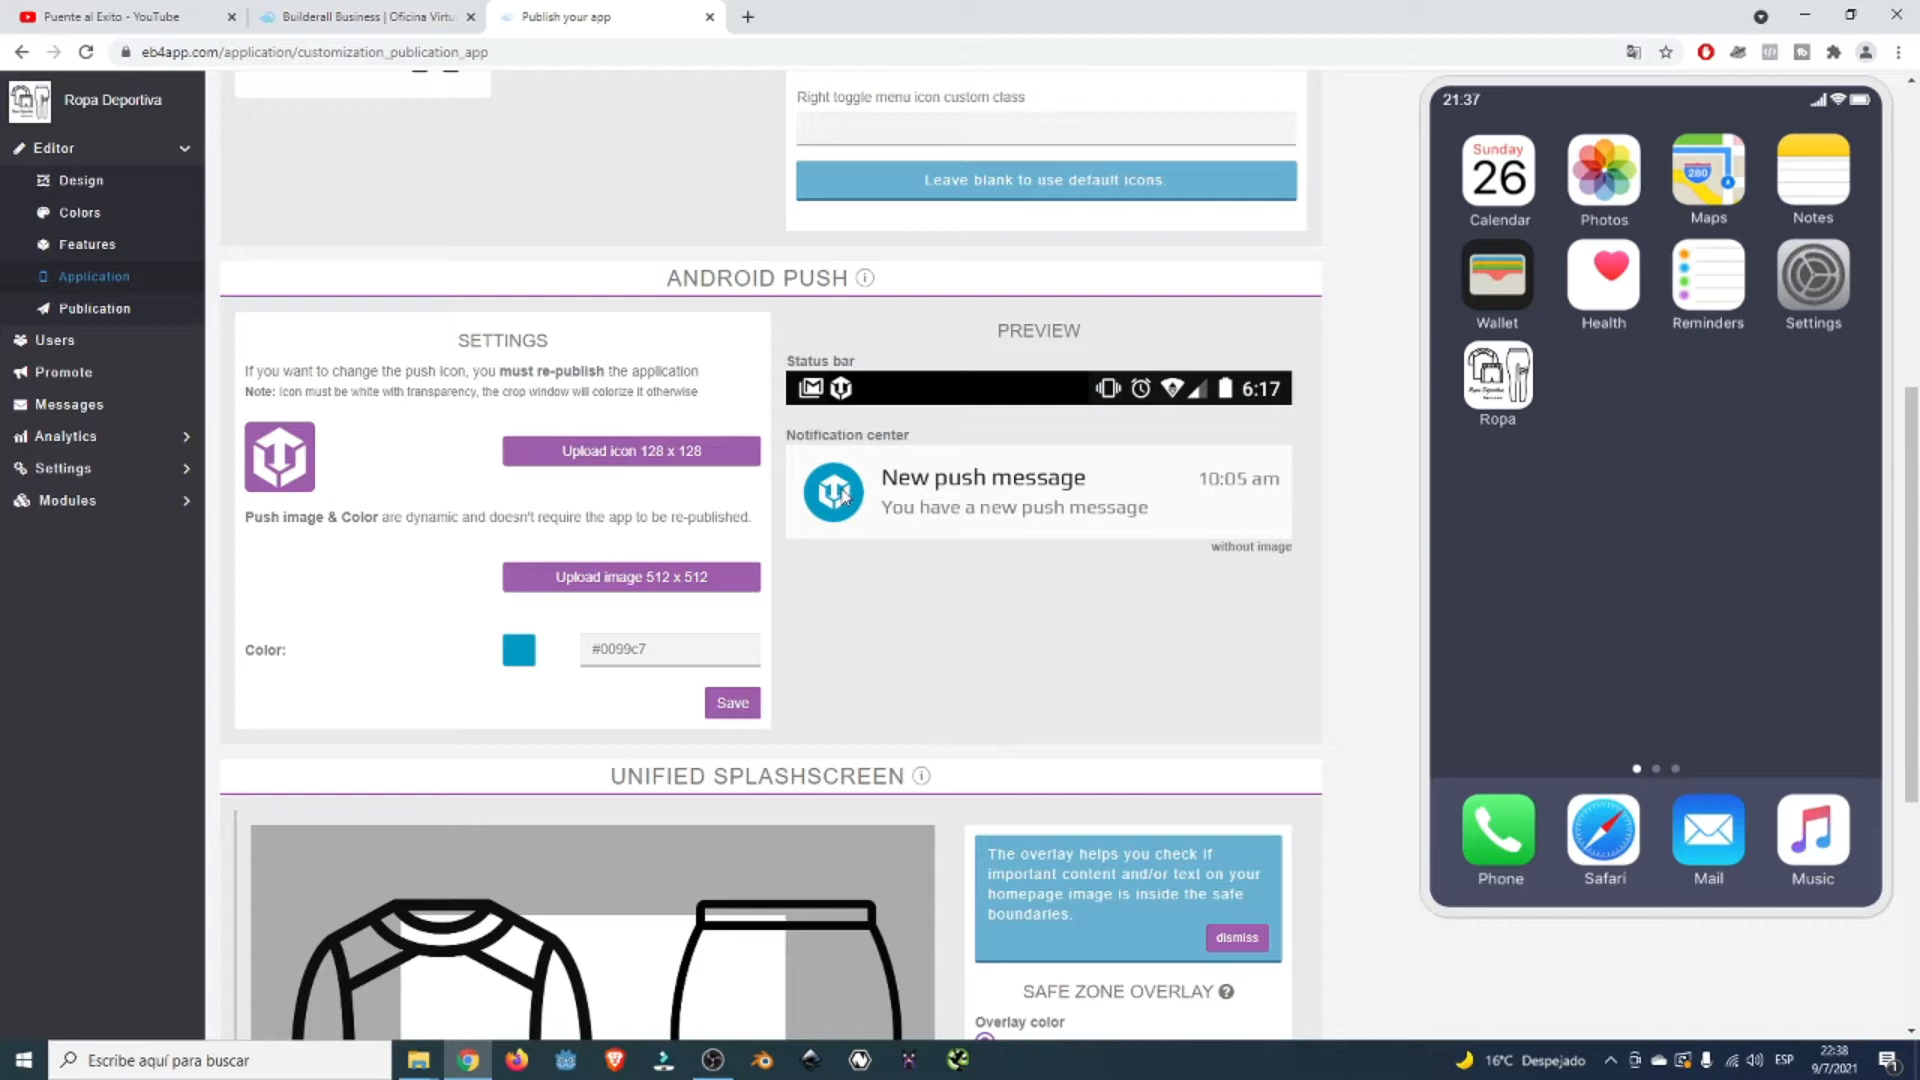 Puente al Exito - YouTube
Builderall Business | Oficina Virtu
Publish your app
eb4app.com/application/customization_publication_app
Ropa Deportiva
Editor
Design
Colors
Features
Application
Publication
Users
Promote
Messages
Analytics
Settings
Modules
Right toggle menu icon custom class
Leave blank to use default icons.
ANDROID PUSH
SETTINGS
If you want to change the push icon, you must re-publish the application
Note: Icon must be white with transparency, the crop window will colorize it otherwise
Upload icon 128 x 128
Push image & Color are dynamic and doesn't require the app to be re-published.
Upload image 512 x 512
Color:
#0099c7
Save
PREVIEW
Status bar
6:17
Notification center
New push message
10:05 am
You have a new push message
without image
UNIFIED SPLASHSCREEN
The overlay helps you check if
important content and/or text on your
homepage image is inside the safe
boundaries.
dismiss
SAFE ZONE OVERLAY
Overlay color
21:37
Sunday
26
280
Calendar
Photos
Maps
Notes
Wallet
Health
Reminders
Settings
Ropa Deportiva
Ropa
Phone
Safari
Mail
Music
Escribe aquí para buscar
16°C Despejado
ESP
22:38
9/7/2021
1